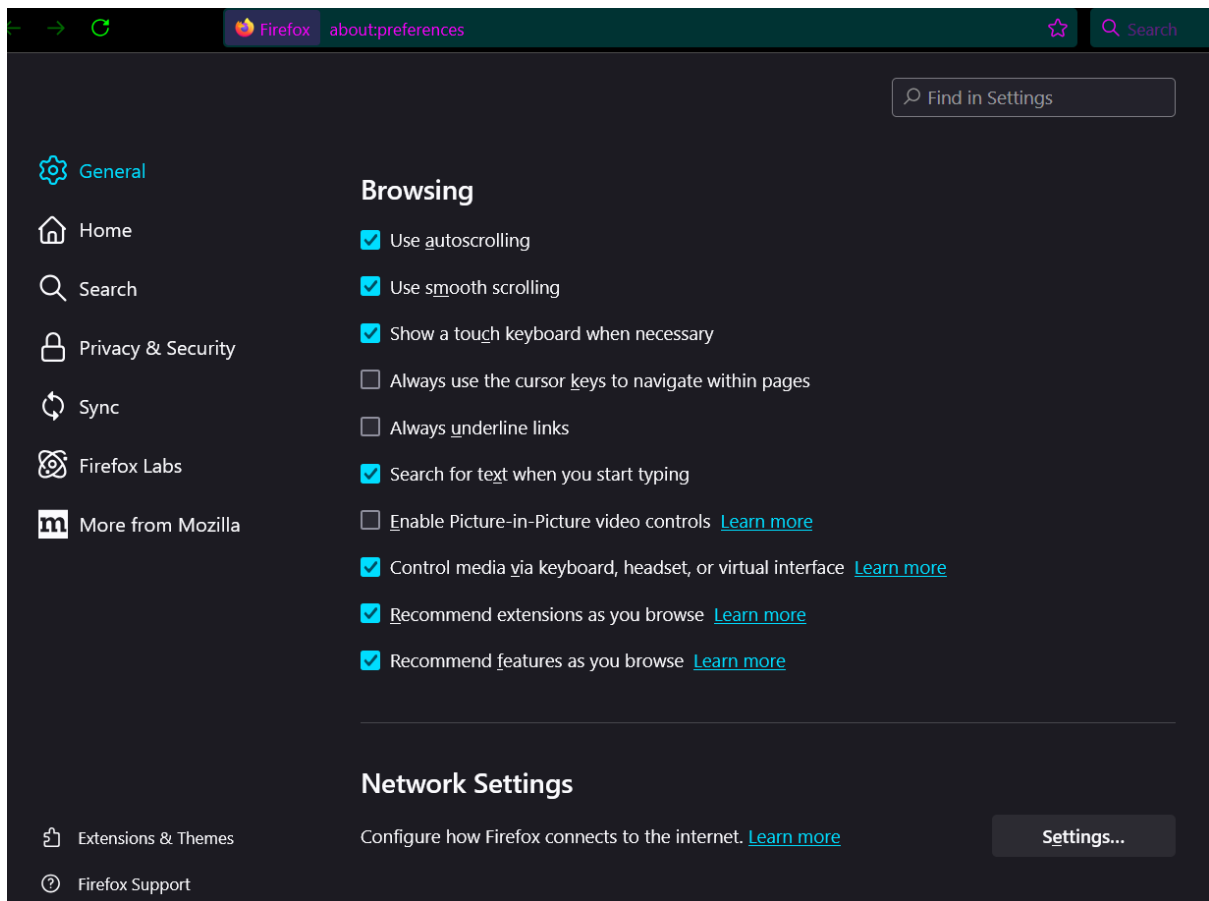 Firefox about:preferences Search
Find in Settings
General
Home
Search
Privacy & Security
Sync
Firefox Labs
More from Mozilla
Extensions & Themes
Firefox Support
Browsing
Use autoscrolling
Use smooth scrolling
Show a touch keyboard when necessary
Always use the cursor keys to navigate within pages
Always underline links
Search for text when you start typing
Enable Picture-in-Picture video controls Learn more
Control media via keyboard, headset, or virtual interface Learn more
Recommend extensions as you browse Learn more
Recommend features as you browse Learn more
Network Settings
Configure how Firefox connects to the internet. Learn more Settings...